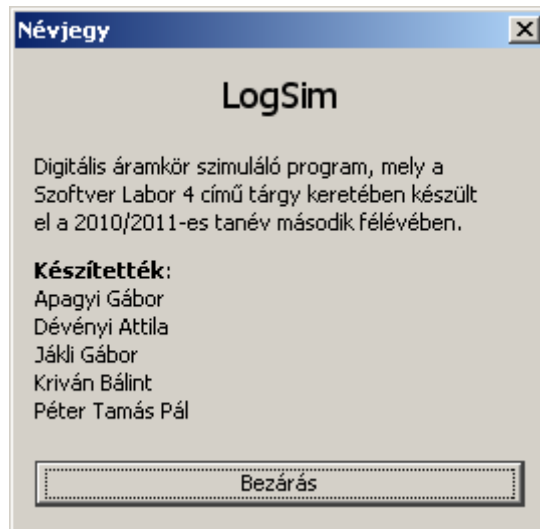 Névjegy
LogSim
Digitális áramkör szimuláló program, mely a
Szoftver Labor 4 című tárgy keretében készült
el a 2010/2011-es tanév második félévében.
Készítették:
Apagyi Gábor
Dévényi Attila
Jákli Gábor
Kriván Bálint
Péter Tamás Pál
Bezárás